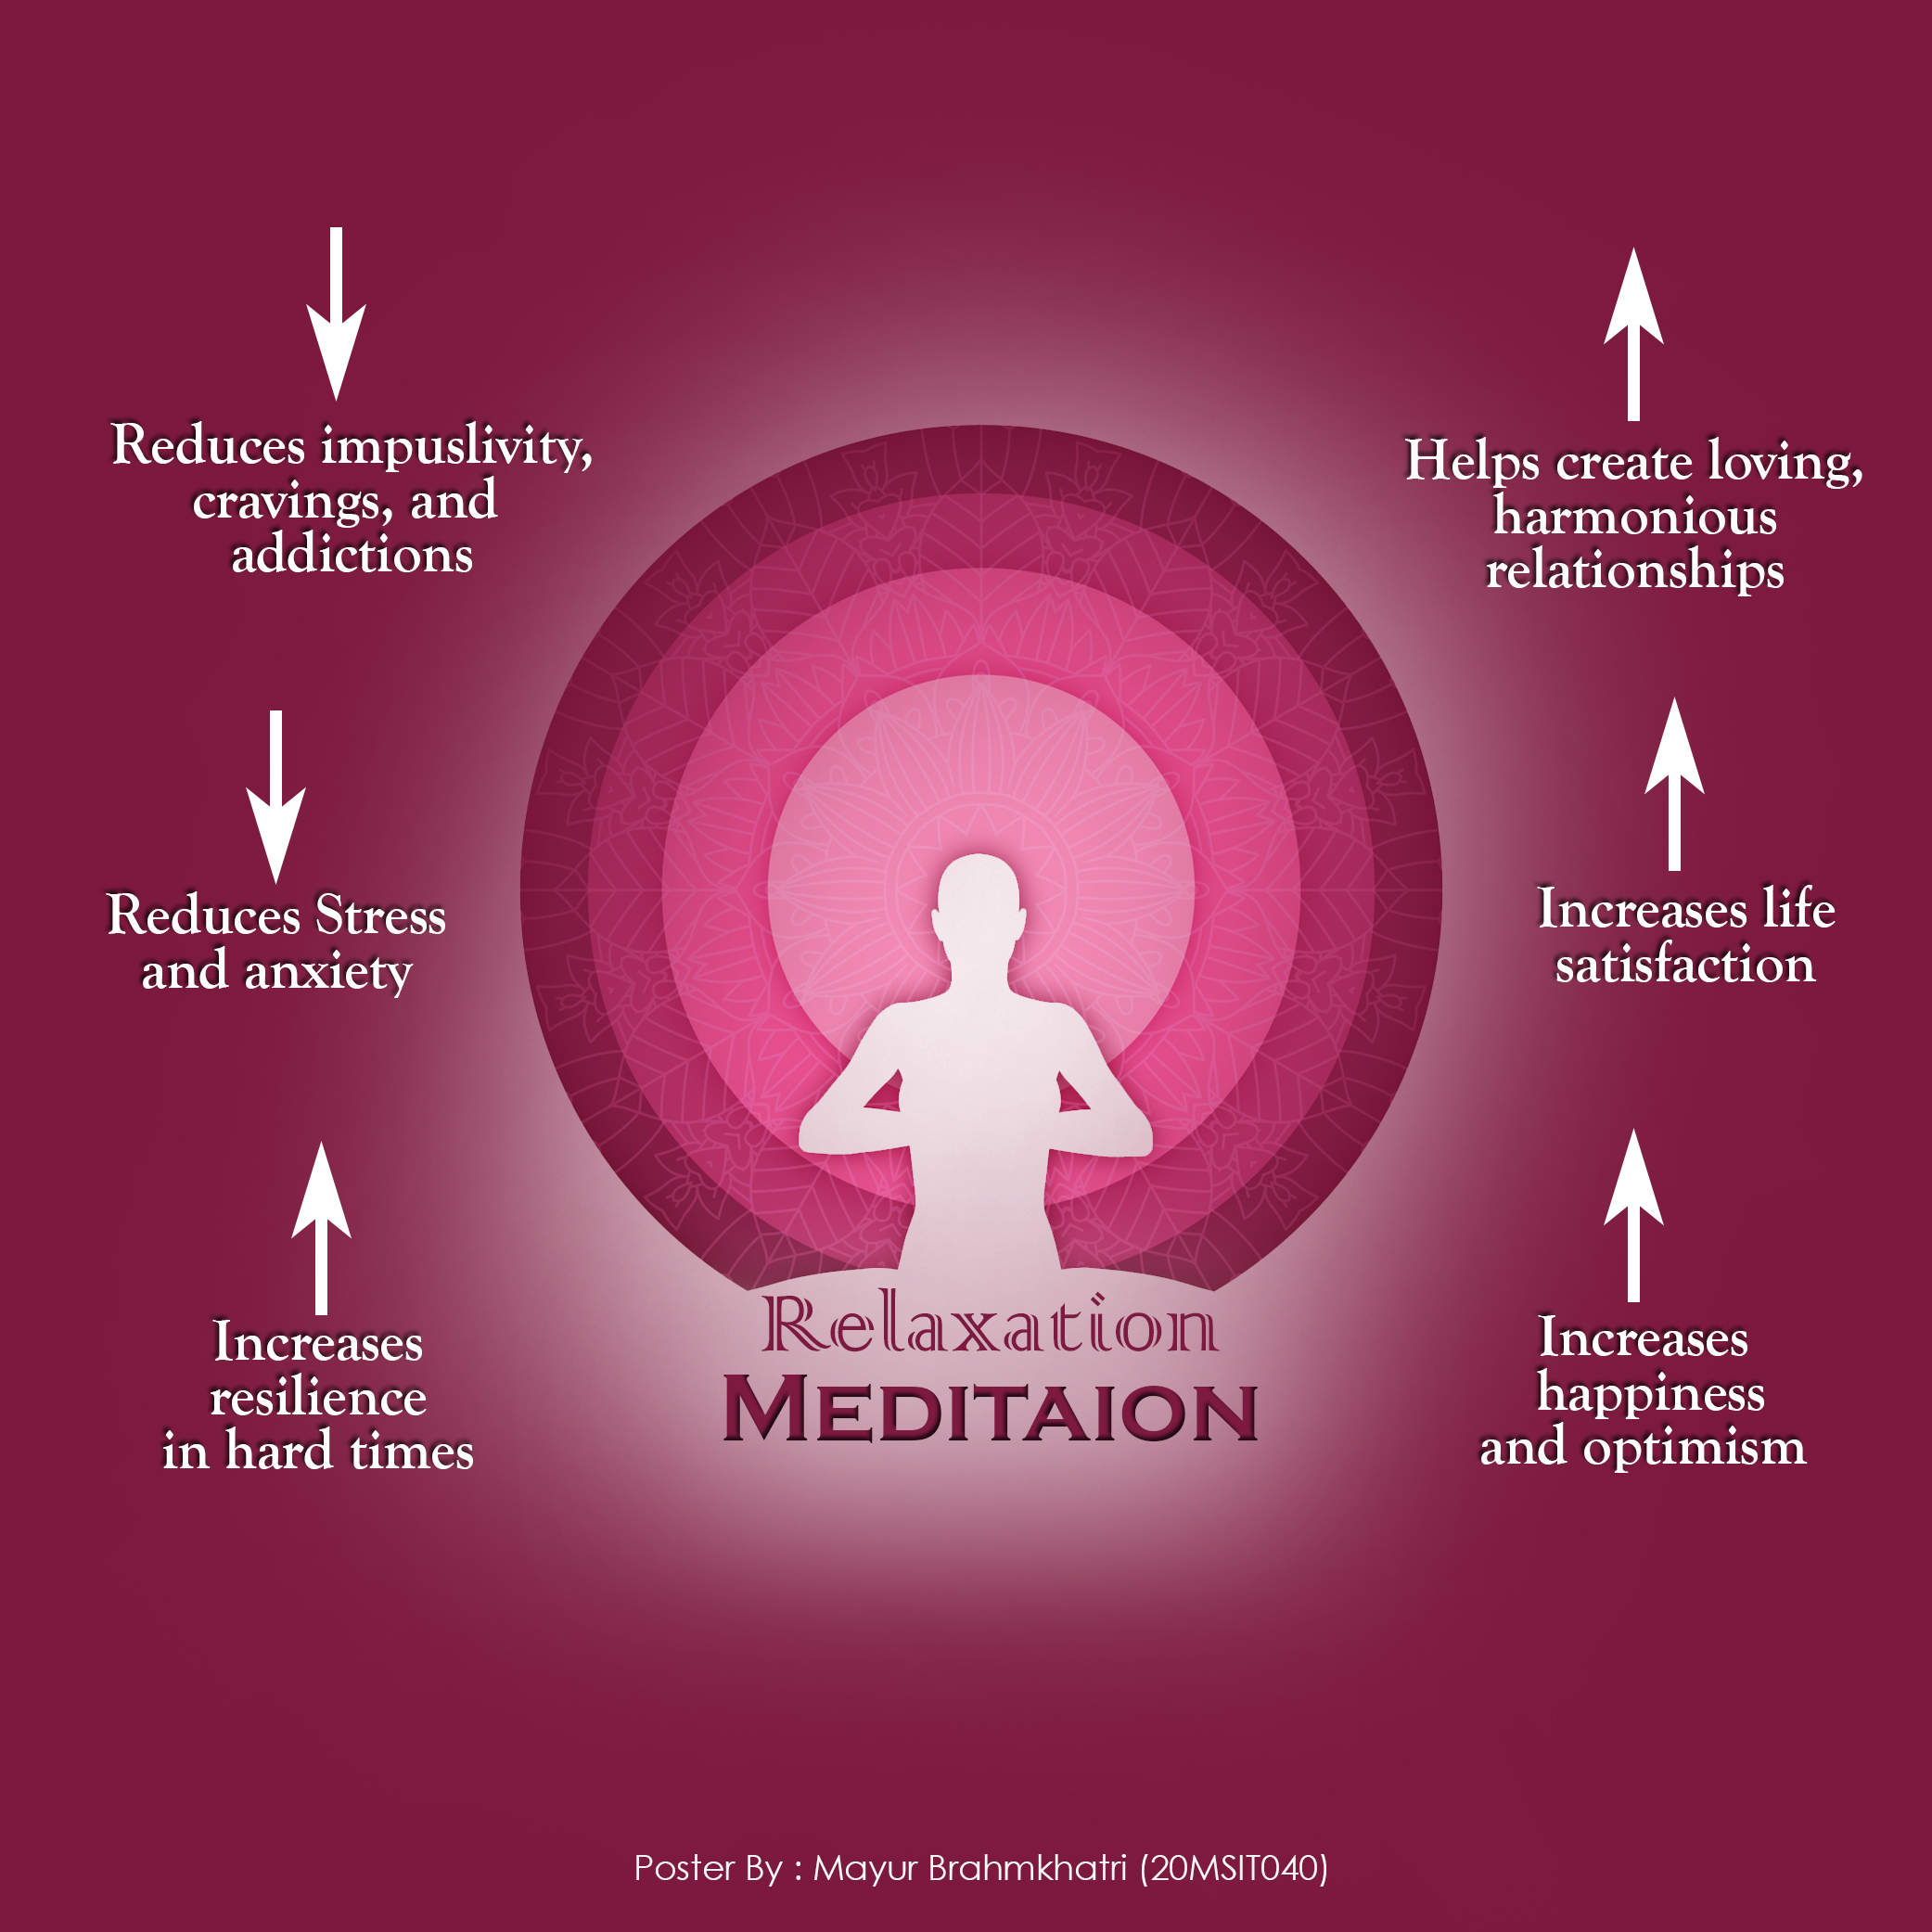 Reduces impuslivity,
cravings, and
addictions
Reduces Stress
and anxiety
Increases
resilience
in hard times
Helps create loving,
harmonious
relationships
Increases life
satisfaction
Increases
happiness
and optimism
Relaxation
MEDITAION
Poster By : Mayur Brahmkhatri (20MSIT040)